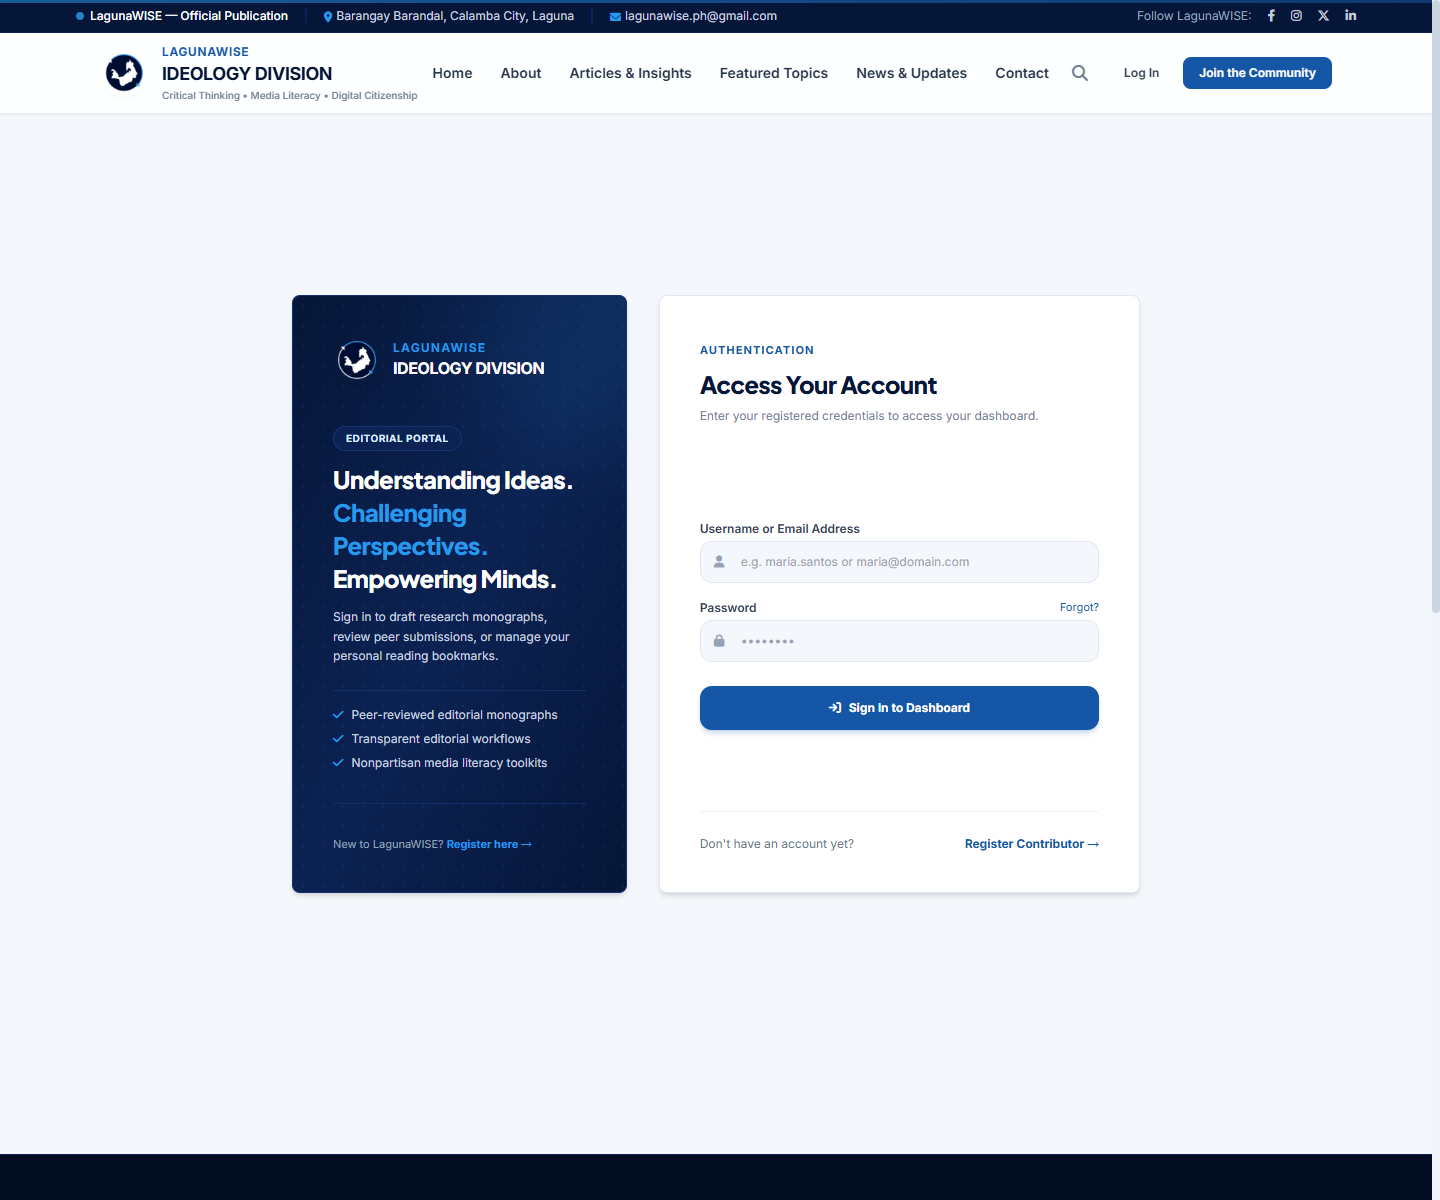 LagunaWISE — Official Publication
Barangay Barandal, Calamba City, Laguna
lagunawise.ph@gmail.com
Follow LagunaWISE:
LAGUNAWISE
IDEOLOGY DIVISION
Critical Thinking • Media Literacy • Digital Citizenship
Home
About
Articles & Insights
Featured Topics
News & Updates
Contact
Log In
Join the Community
LAGUNAWISE
IDEOLOGY DIVISION
EDITORIAL PORTAL
Understanding Ideas.
Challenging
Perspectives.
Empowering Minds.
Sign in to draft research monographs,
review peer submissions, or manage your
personal reading bookmarks.
Peer-reviewed editorial monographs
Transparent editorial workflows
Nonpartisan media literacy toolkits
New to LagunaWISE? Register here →
AUTHENTICATION
Access Your Account
Enter your registered credentials to access your dashboard.
Username or Email Address
e.g. maria.santos or maria@domain.com
Password
Forgot?
••••••••
Sign In to Dashboard
Don't have an account yet?
Register Contributor →